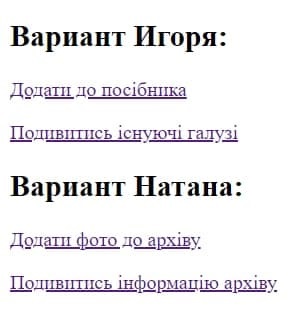 Вариант Игоря:
Додати до посібника
Подивитись існуючі галузі
Вариант Натана:
Додати фото до архіву
Подивитись інформацію архіву